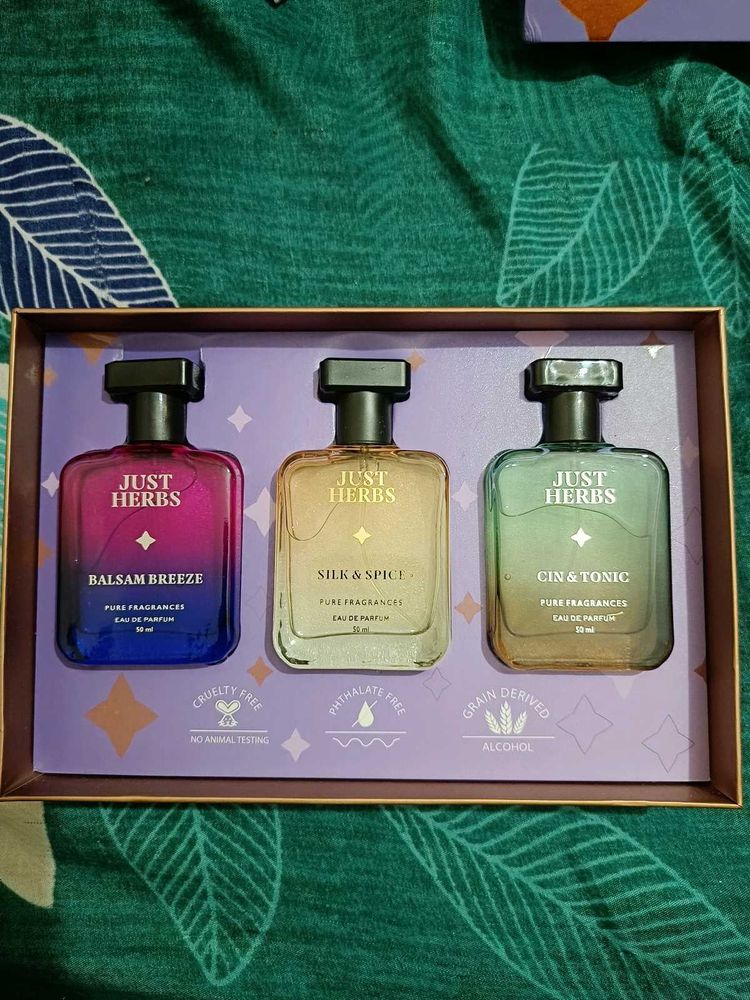 JUST
HERBS
BALSAM BREEZE
PURE FRAGRANCES
EAU DE PARFUM
50 ml
JUST
HERBS
SILK & SPICE
PURE FRAGRANCES
EAU DE PARFUM
50 ml
JUST
HERBS
CIN & TONIC
PURE FRAGRANCES
EAU DE PARFUM
50 ml
CRUELTY FREE
NO ANIMAL TESTING
PHTHALATE FREE
GRAIN DERIVED
ALCOHOL